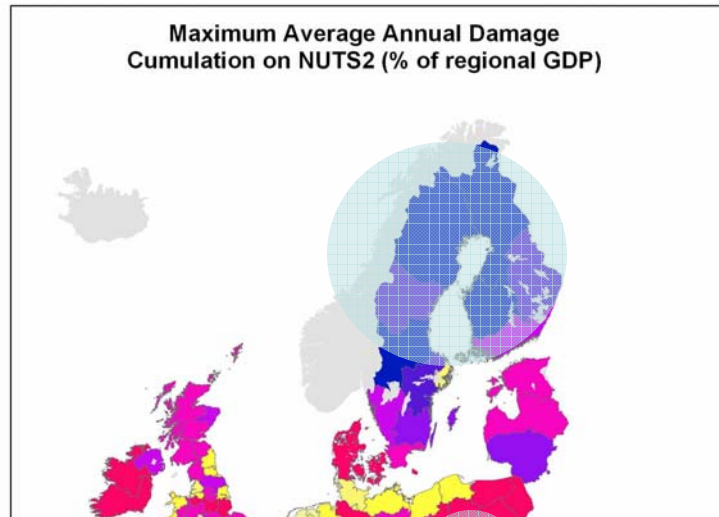 Maximum Average Annual Damage
Cumulation on NUTS2 (% of regional GDP)